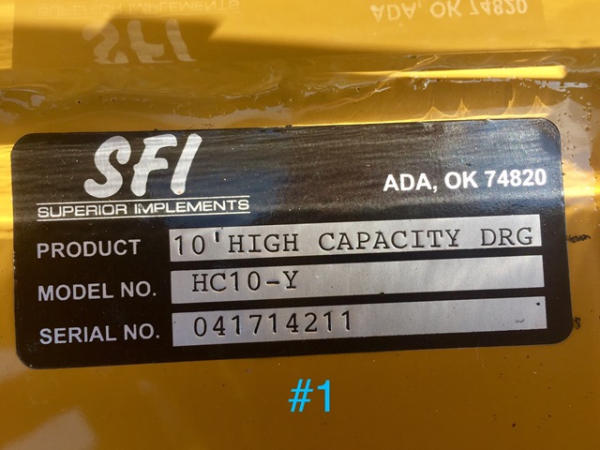 SFI
SUPERIOR IMPLEMENTS
ADA, OK 74820
PRODUCT 10'HIGH CAPACITY DRG
MODEL NO. HC10-Y
SERIAL NO. 041714211
#1